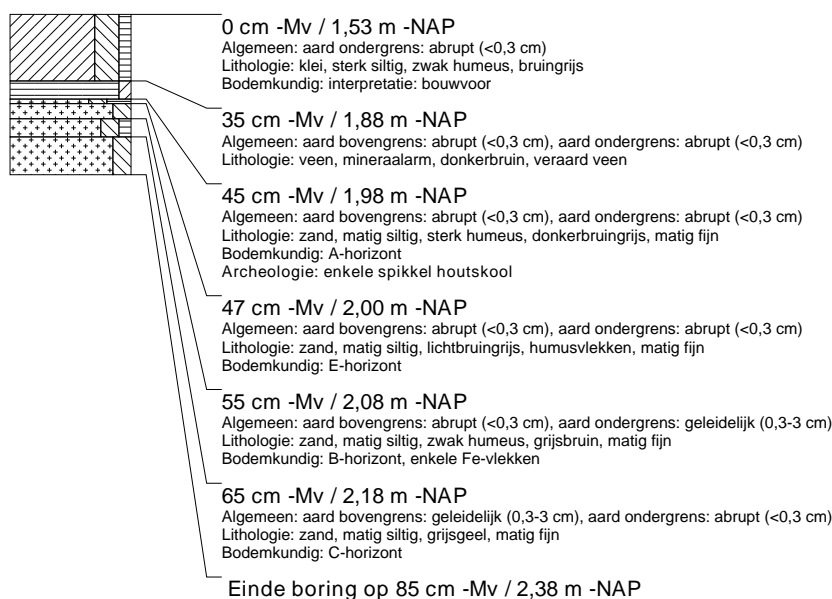 0 cm -Mv / 1,53 m -NAP
Algemeen: aard ondergrens: abrupt (<0,3 cm)
Lithologie: klei, sterk siltig, zwak humeus, bruingrijs
Bodemkundig: interpretatie: bouwvoor
35 cm -Mv / 1,88 m -NAP
Algemeen: aard bovengrens: abrupt (<0,3 cm), aard ondergrens: abrupt (<0,3 cm)
Lithologie: veen, mineraalarm, donkerbruin, veraard veen
45 cm -Mv / 1,98 m -NAP
Algemeen: aard bovengrens: abrupt (<0,3 cm), aard ondergrens: abrupt (<0,3 cm)
Lithologie: zand, matig siltig, sterk humeus, donkerbruingrijs, matig fijn
Bodemkundig: A-horizont
Archeologie: enkele spikkel houtskool
47 cm -Mv / 2,00 m -NAP
Algemeen: aard bovengrens: abrupt (<0,3 cm), aard ondergrens: abrupt (<0,3 cm)
Lithologie: zand, matig siltig, lichtbruingrijs, humusvlekken, matig fijn
Bodemkundig: E-horizont
55 cm -Mv / 2,08 m -NAP
Algemeen: aard bovengrens: abrupt (<0,3 cm), aard ondergrens: geleidelijk (0,3-3 cm)
Lithologie: zand, matig siltig, zwak humeus, grijsbruin, matig fijn
Bodemkundig: B-horizont, enkele Fe-vlekken
65 cm -Mv / 2,18 m -NAP
Algemeen: aard bovengrens: geleidelijk (0,3-3 cm), aard ondergrens: abrupt (<0,3 cm)
Lithologie: zand, matig siltig, grijsgeel, matig fijn
Bodemkundig: C-horizont
Einde boring op 85 cm -Mv / 2,38 m -NAP